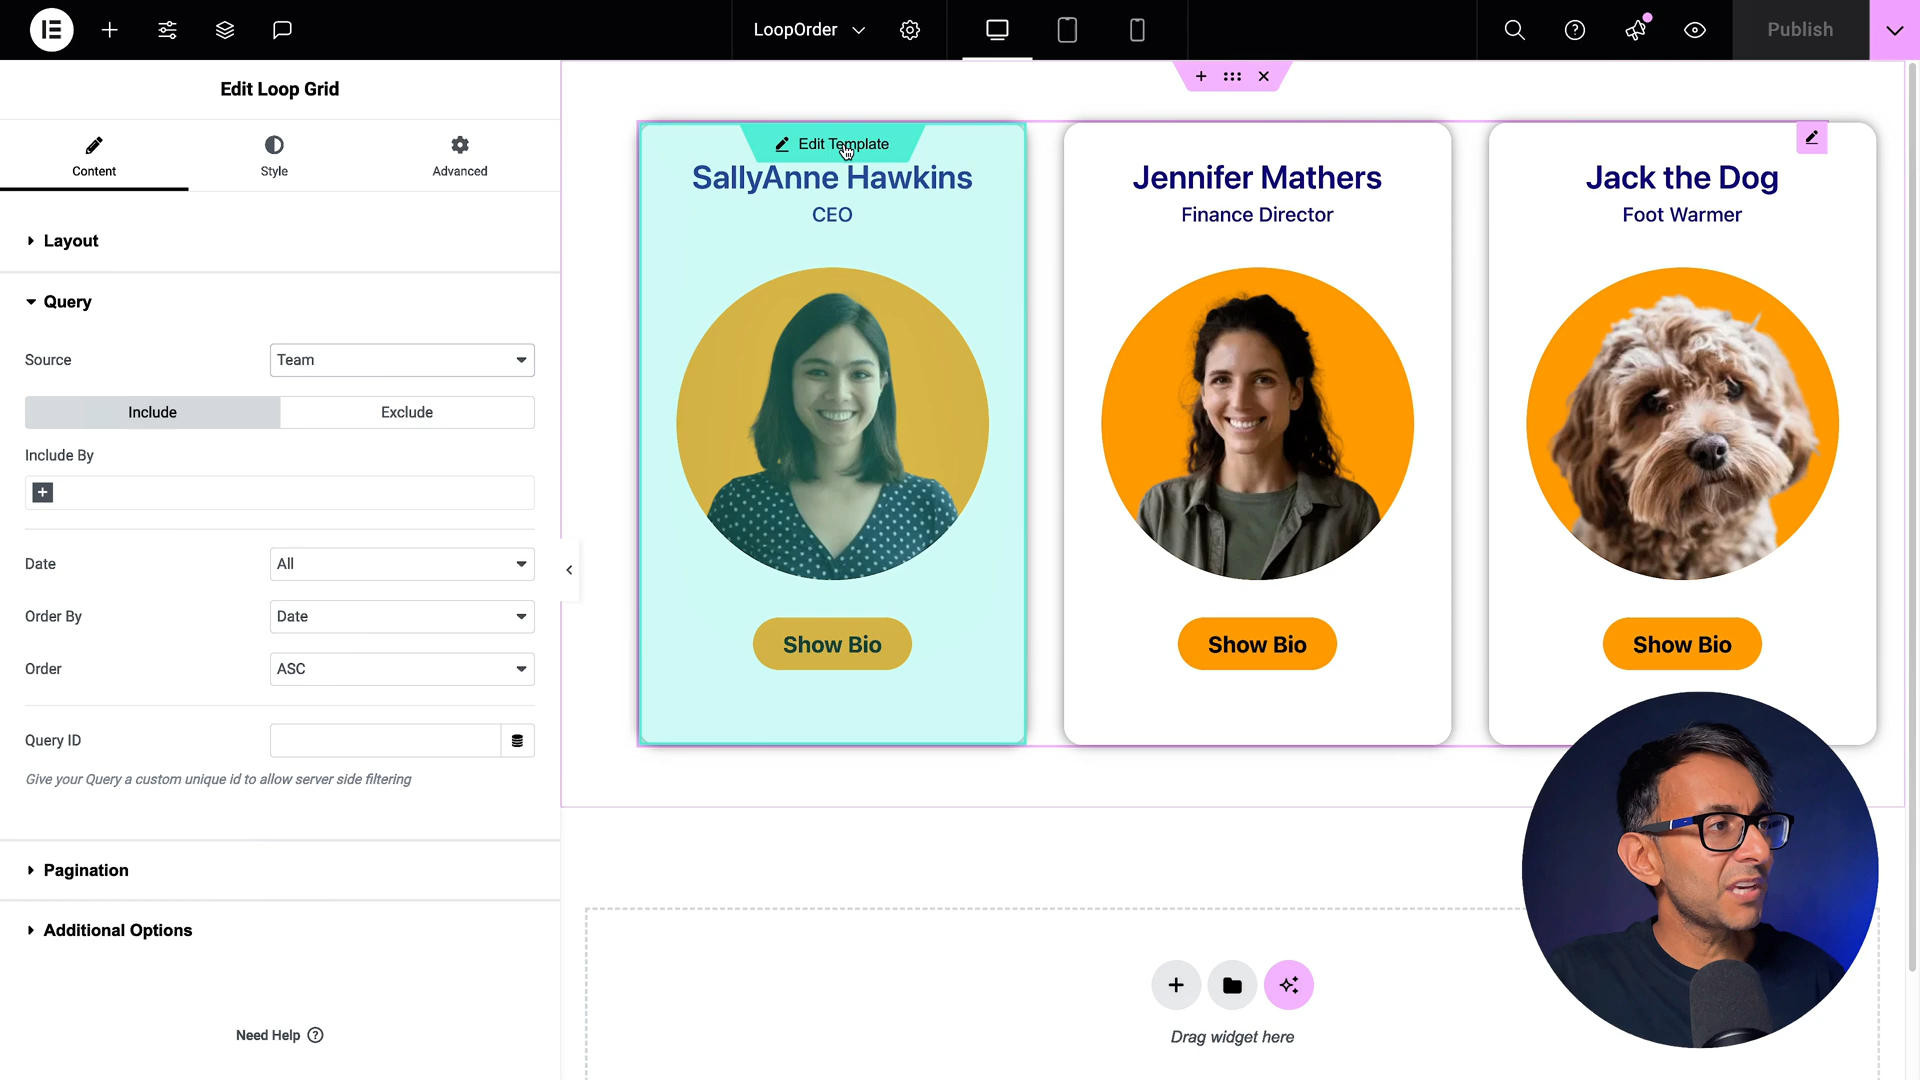 LoopOrder
Publish
Edit Loop Grid
Content
Style
Advanced
Layout
Query
Source
Team
Include
Exclude
Include By
Date
All
Order By
Date
Order
ASC
Query ID
Give your Query a custom unique id to allow server side filtering
Pagination
Additional Options
Need Help
Edit Template
SallyAnne Hawkins
CEO
Show Bio
Jennifer Mathers
Finance Director
Show Bio
Jack the Dog
Foot Warmer
Show Bio
Drag widget here